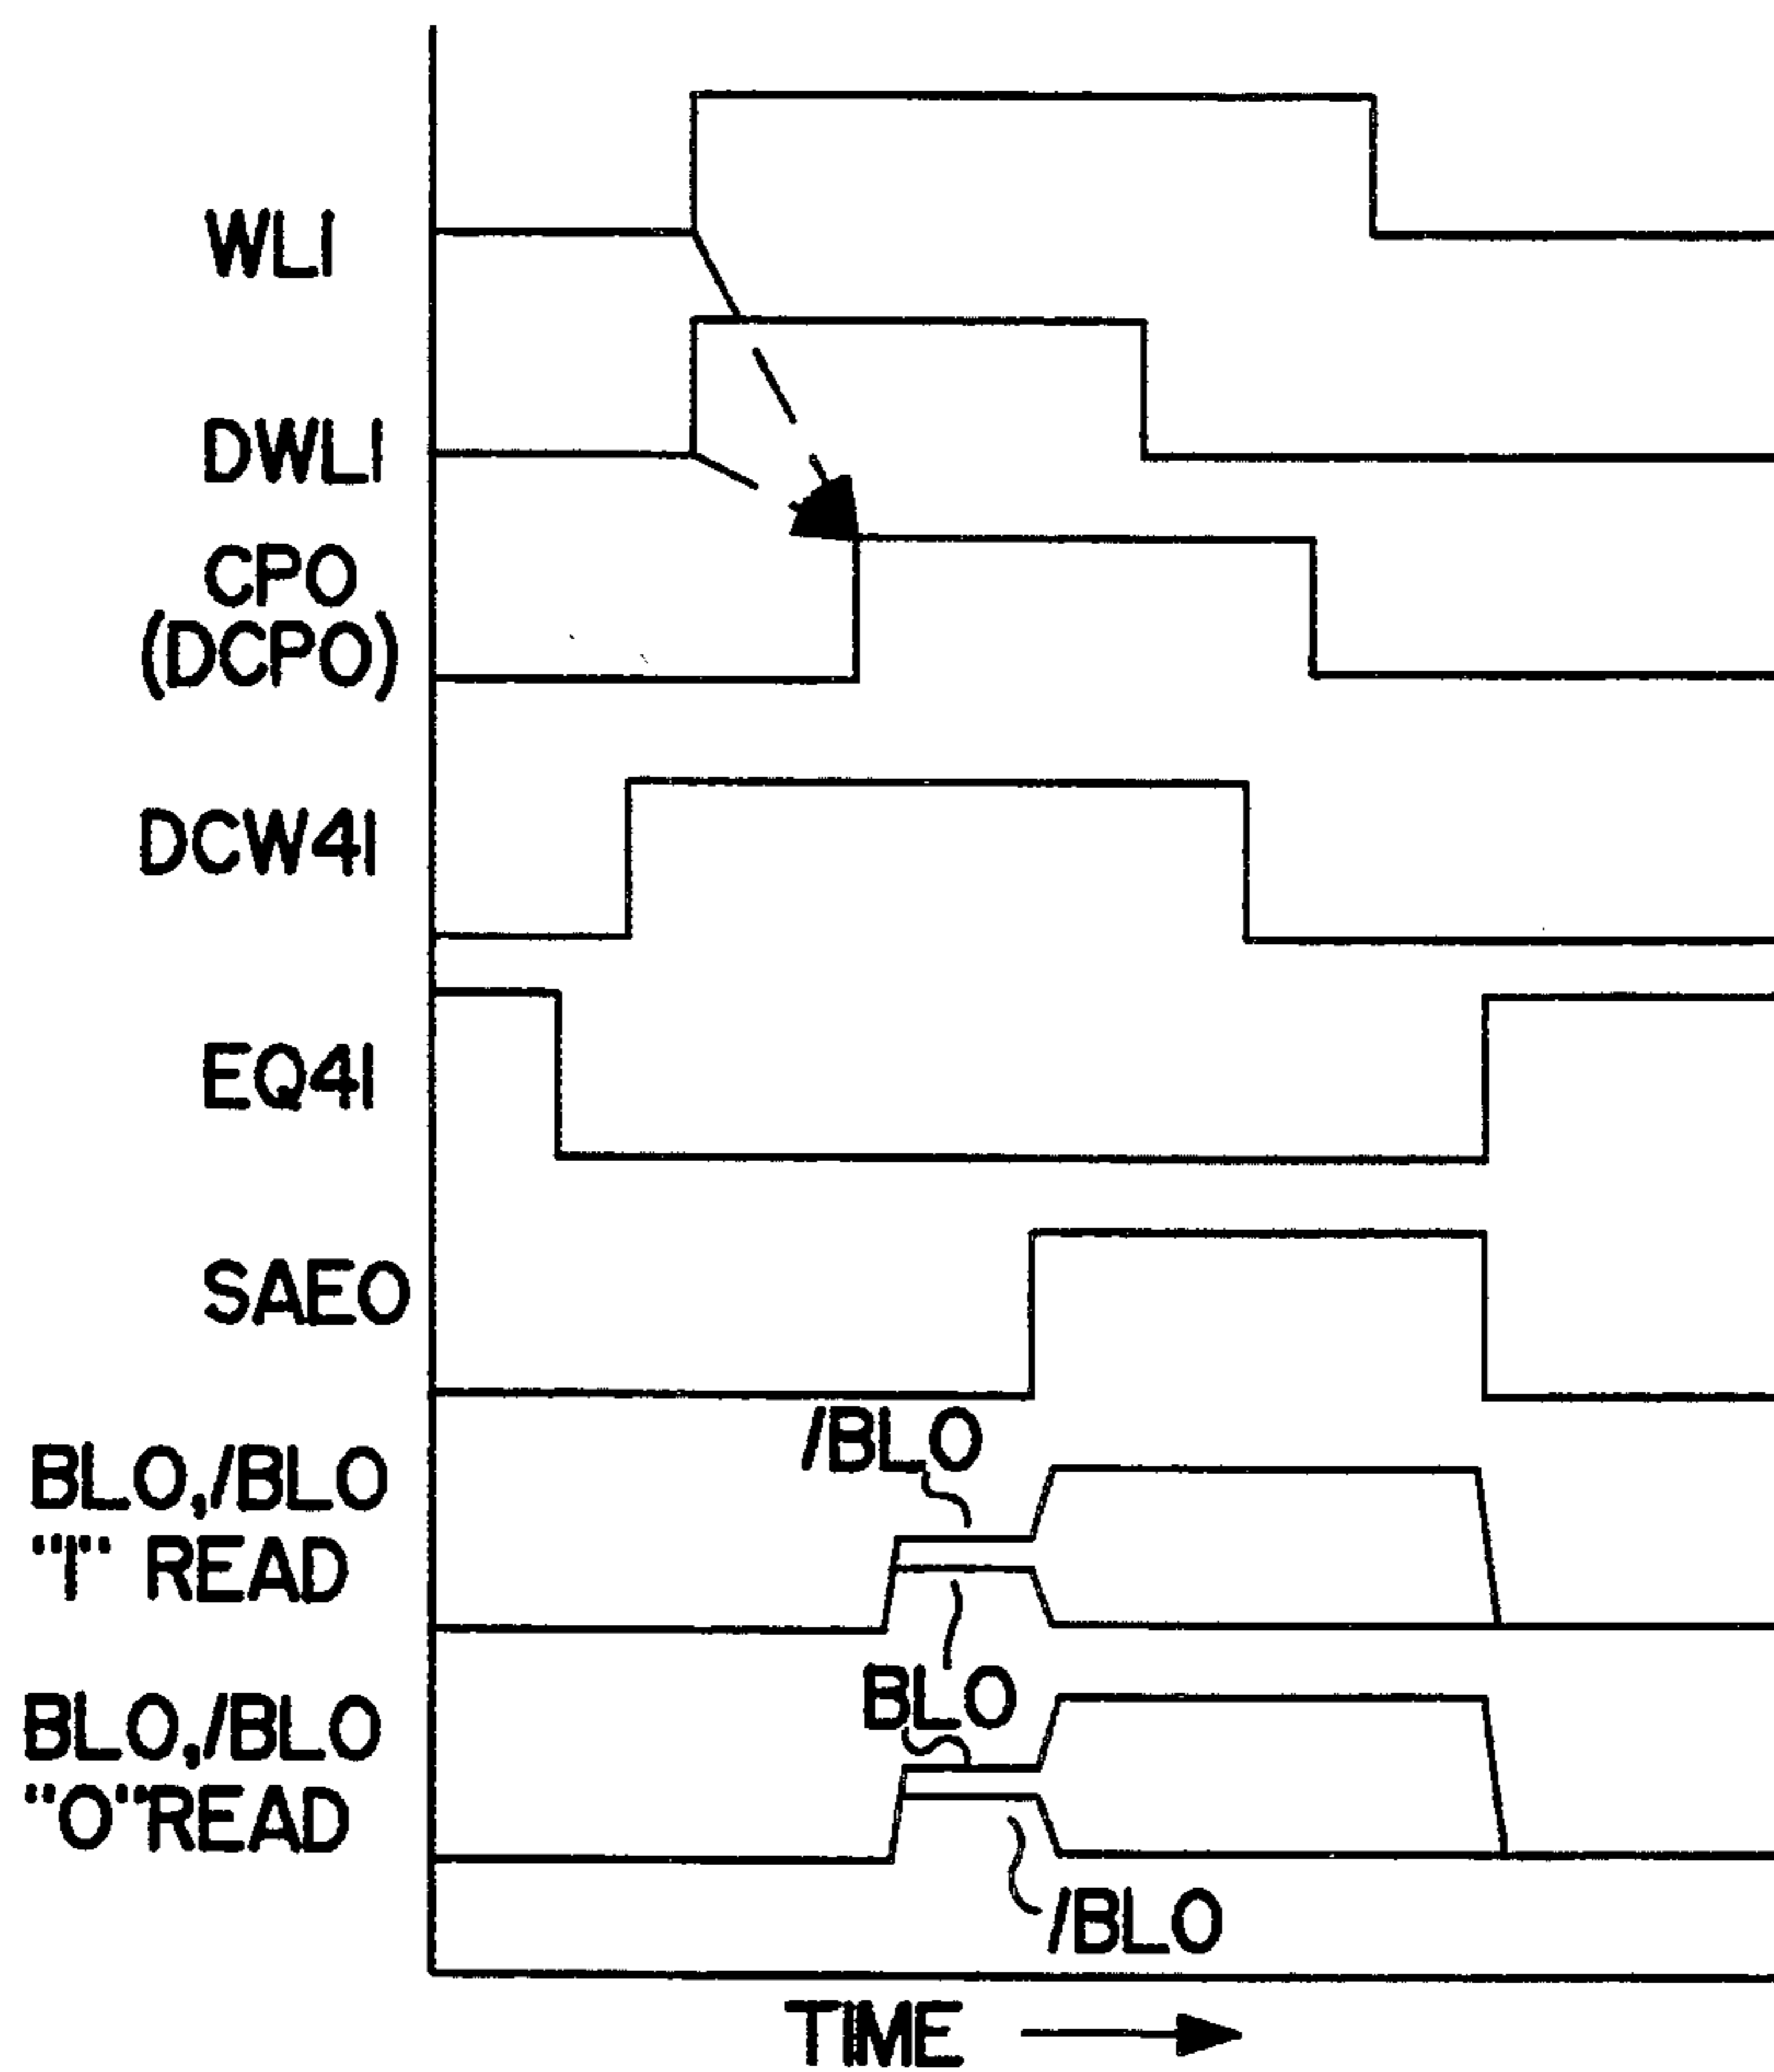 WL1
DWL1
CP0
(DCP0)
DCW41
EQ41
SAE0
/BL0
BL0,/BL0
"1" READ
BL0
BL0,/BL0
"0" READ
/BL0
TIME